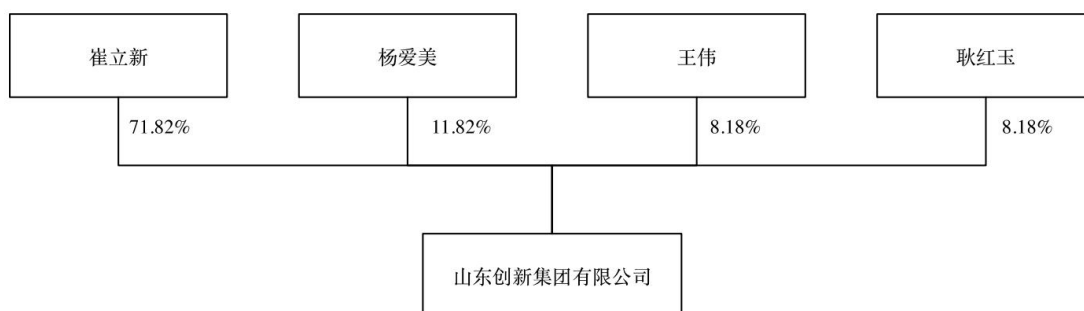 崔立新
杨爱美
王伟
耿红玉
71.82%
11.82%
8.18%
8.18%
山东创新集团有限公司